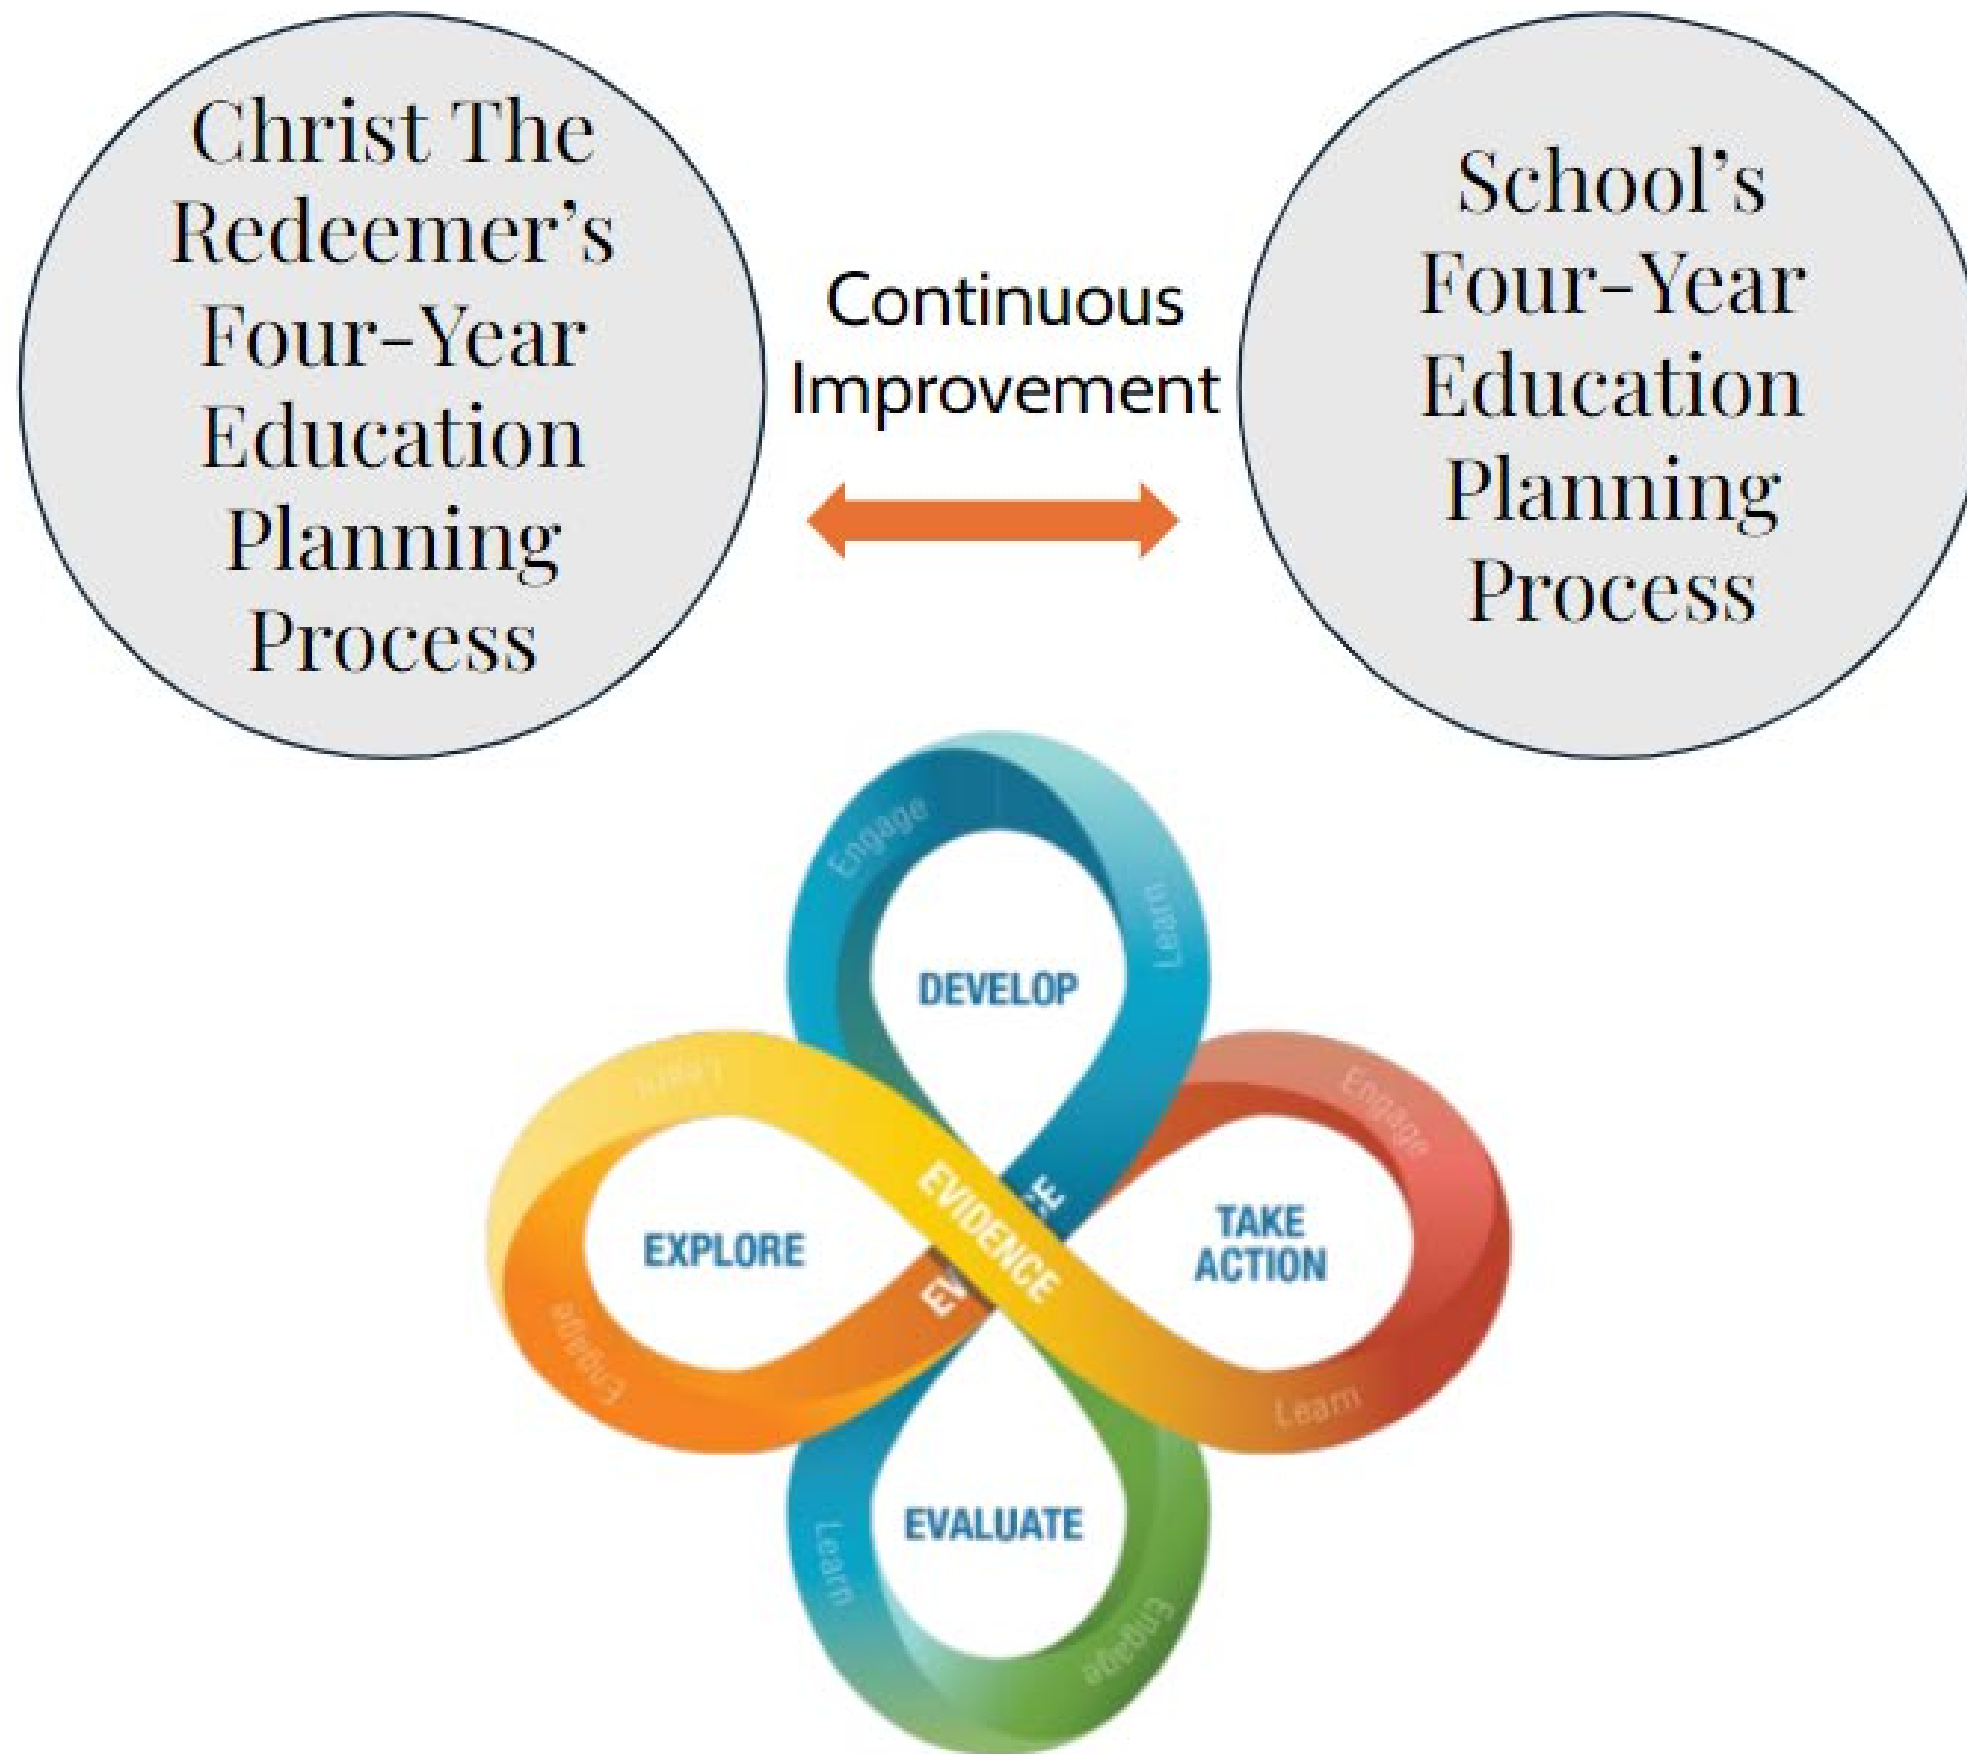 Christ The
Redeemer’s
Four-Year
Education
Planning
Process
Continuous
Improvement
School’s
Four-Year
Education
Planning
Process
Engage
Learn
DEVELOP
Learn
Engage
EVIDENCE
EXPLORE
TAKE
ACTION
Engage
Learn
EVALUATE
Learn
Engage